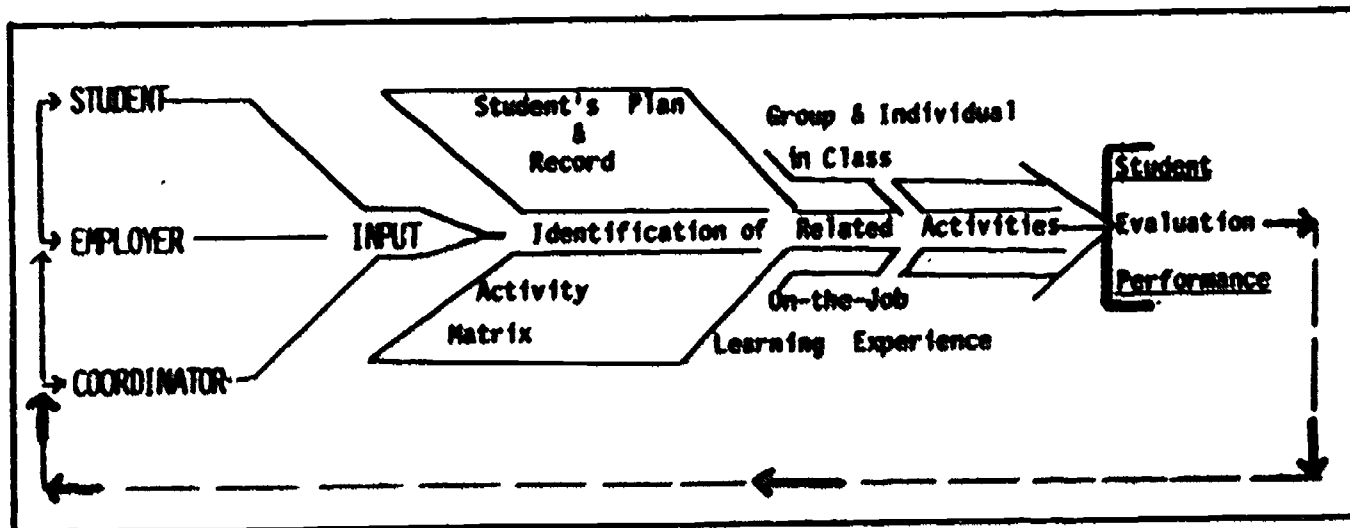 STUDENT
EMPLOYER
COORDINATOR
INPUT
Student's Plan
&
Record
Identification of Related Activities
Activity
Matrix
Group & Individual
in Class
On-the-Job
Learning Experience
Student
Evaluation
Performance